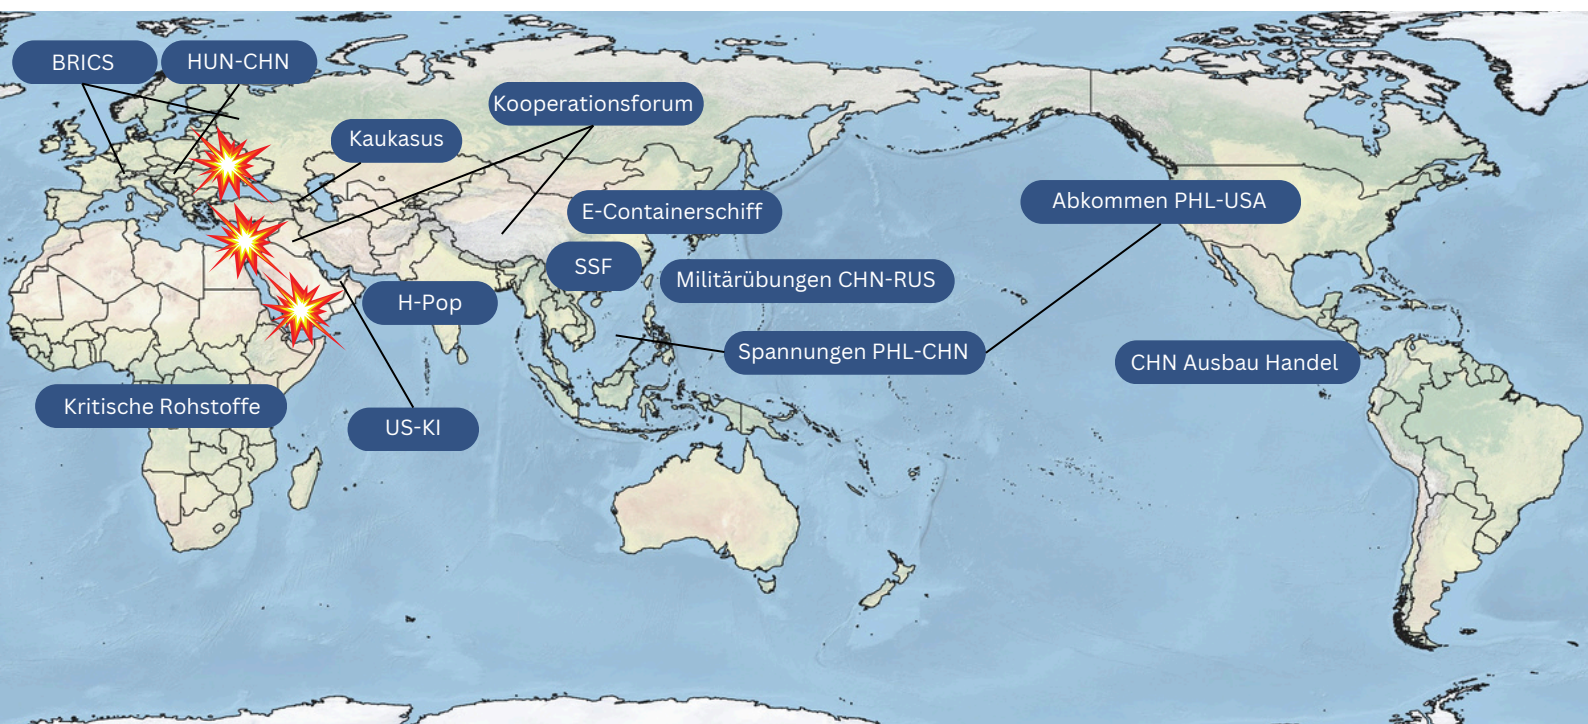 BRICS
HUN-CHN
Kooperationsforum
Kaukasus
E-Containerschiff
Abkommen PHL-USA
SSF
Militärübungen CHN-RUS
H-Pop
Spannungen PHL-CHN
CHN Ausbau Handel
Kritische Rohstoffe
US-KI